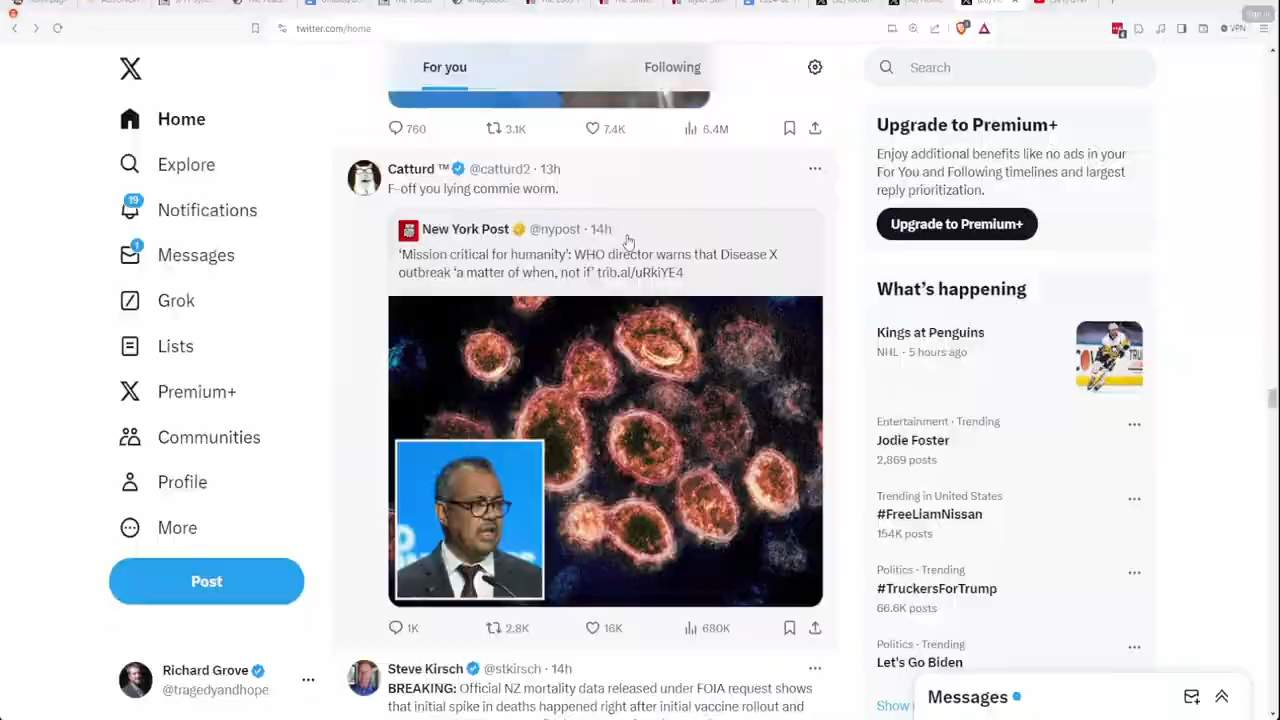 Sign in
twitter.com/home
VPN
For you
Following
Search
Home
Explore
19
Notifications
1
Messages
Grok
Lists
Premium+
Communities
Profile
More
Post
Richard Grove
@tragedyandhope
760
3.1K
7.4K
6.4M
Catturd ™ @catturd2 · 13h
F-off you lying commie worm.
New York Post @nypost · 14h
‘Mission critical for humanity’: WHO director warns that Disease X
outbreak ‘a matter of when, not if’ trib.al/uRkiYE4
1K
2.8K
16K
680K
Steve Kirsch @stkirsch · 14h
BREAKING: Official NZ mortality data released under FOIA request shows
that initial spike in deaths happened right after initial vaccine rollout and
Upgrade to Premium+
Enjoy additional benefits like no ads in your
For You and Following timelines and largest
reply prioritization.
Upgrade to Premium+
What’s happening
Kings at Penguins
NHL · 5 hours ago
Entertainment · Trending
Jodie Foster
2,869 posts
Trending in United States
#FreeLiamNissan
154K posts
Politics · Trending
#TruckersForTrump
66.6K posts
Politics · Trending
Let's Go Biden
Show
Messages